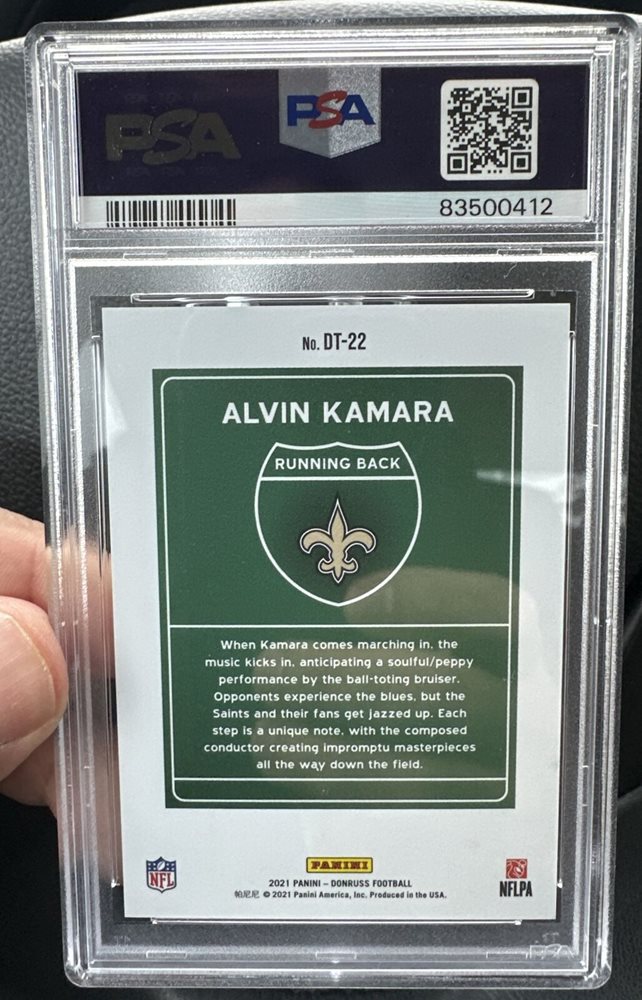 PSA
PSA
83500412
No. DT-22
ALVIN KAMARA
RUNNING BACK
When Kamara comes marching in, the
music kicks in, anticipating a soulful/peppy
performance by the ball-toting bruiser.
Opponents experience the blues, but the
Saints and their fans get jazzed up. Each
step is a unique note, with the composed
conductor creating impromptu masterpieces
all the way down the field.
NFL
PANINI
NFLPA
2021 PANINI – DONRUSS FOOTBALL
帕尼尼 © 2021 Panini America, Inc. Produced in the USA.
PSA